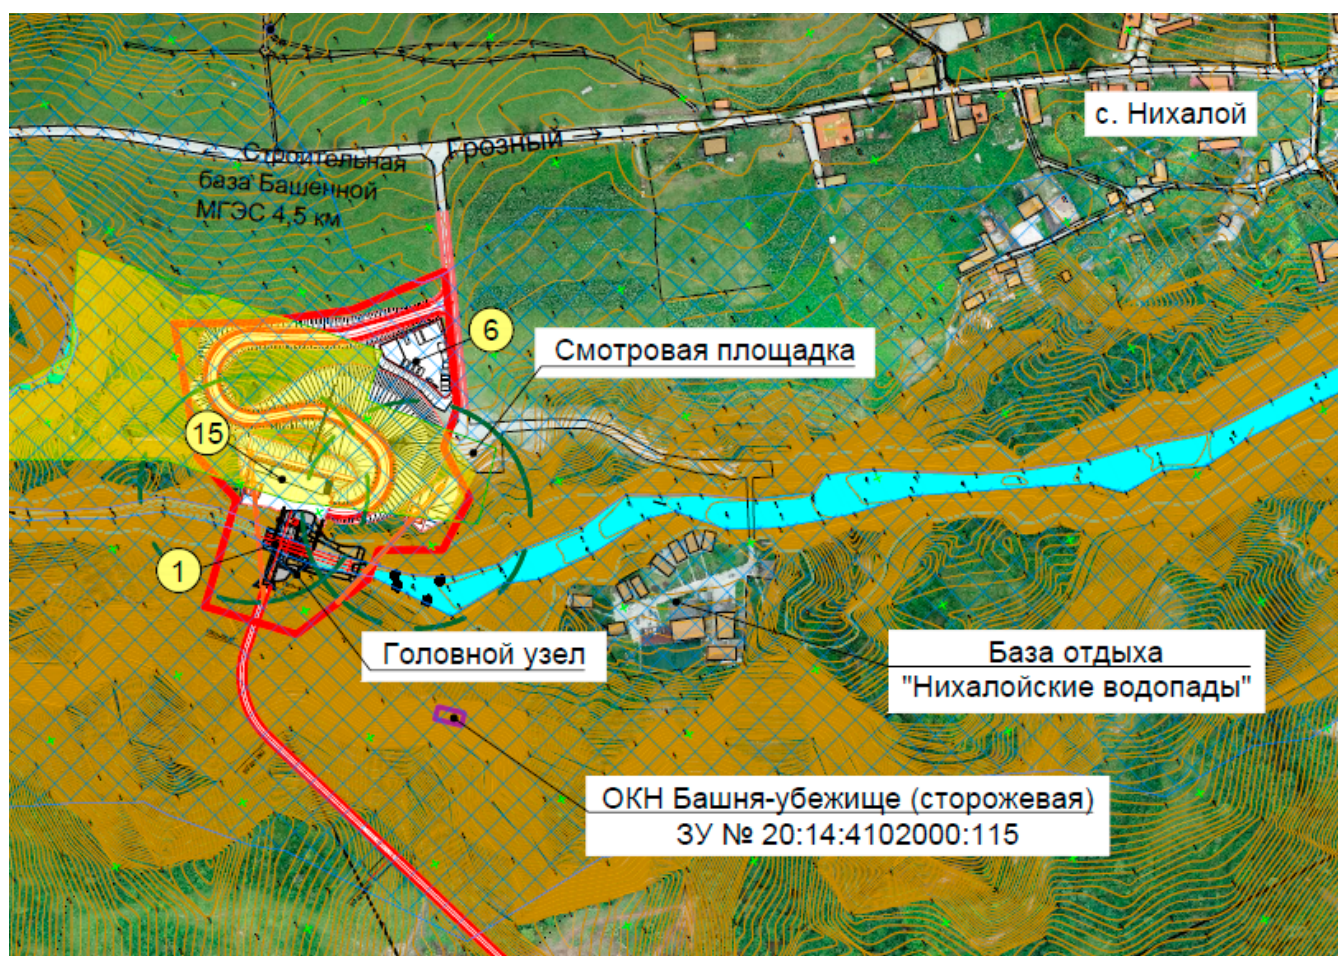 с. Нихалой
Грозный
Строительная
база Башенной
МГЭС 4,5 км
6
Смотровая площадка
15
1
Головной узел
База отдыха
"Нихалойские водопады"
ОКН Башня-убежище (сторожевая)
ЗУ № 20:14:4102000:115